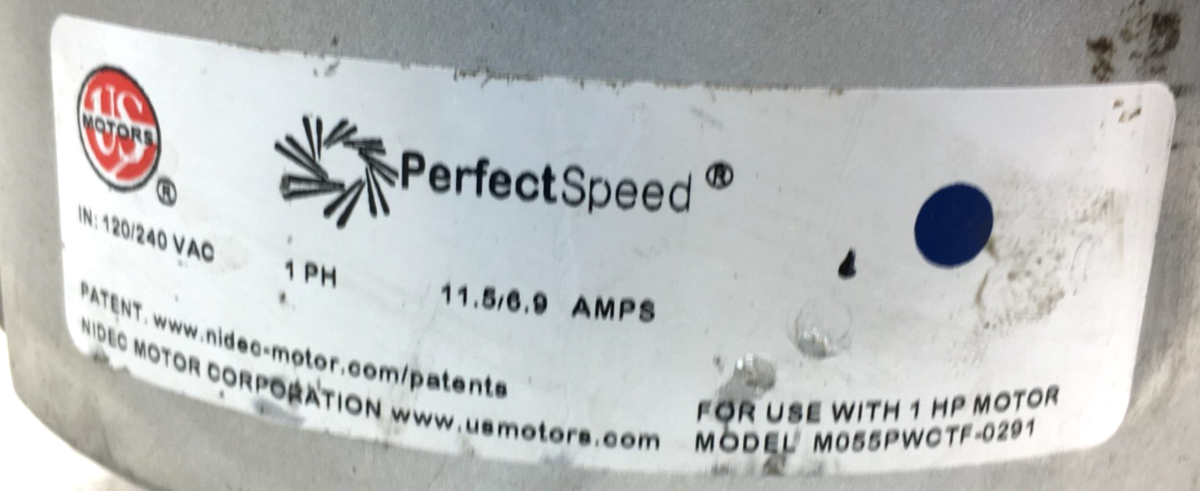 US
MOTORS
®
PerfectSpeed®
IN: 120/240 VAC 1 PH 11.5/6.9 AMPS
PATENT. www.nidec-motor.com/patents
NIDEC MOTOR CORPORATION www.usmotors.com
FOR USE WITH 1 HP MOTOR
MODEL M055PWCTF-0291